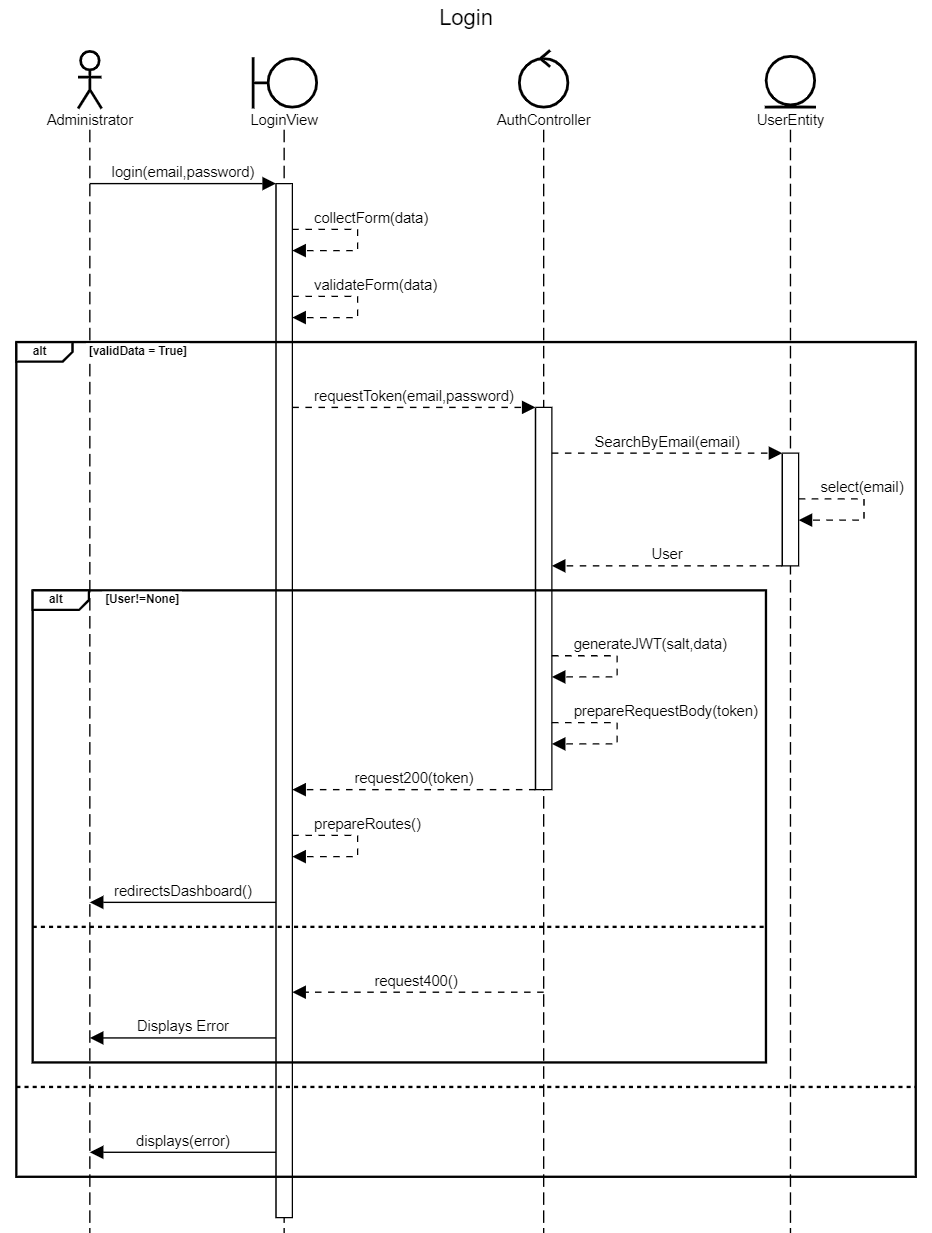 Login
Administrator
LoginView
AuthController
UserEntity
login(email,password)
collectForm(data)
validateForm(data)
alt
[validData = True]
requestToken(email,password)
SearchByEmail(email)
select(email)
User
alt
[User!=None]
generateJWT(salt,data)
prepareRequestBody(token)
request200(token)
prepareRoutes()
redirectsDashboard()
request400()
Displays Error
displays(error)